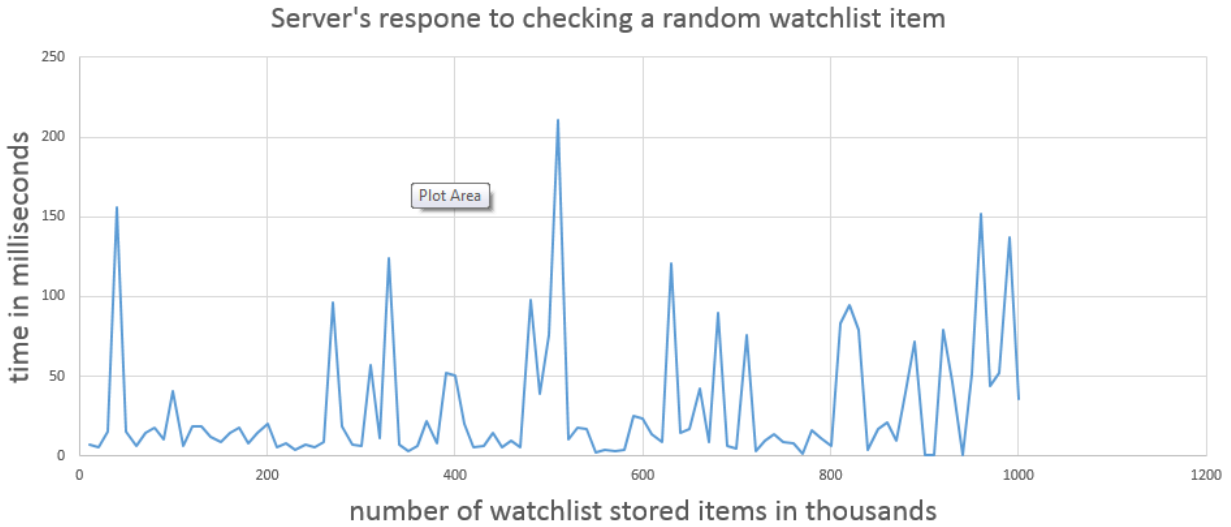 Server's respone to checking a random watchlist item
250
200
150
100
50
0
time in milliseconds
Plot Area
0 200 400 600 800 1000 1200
number of watchlist stored items in thousands